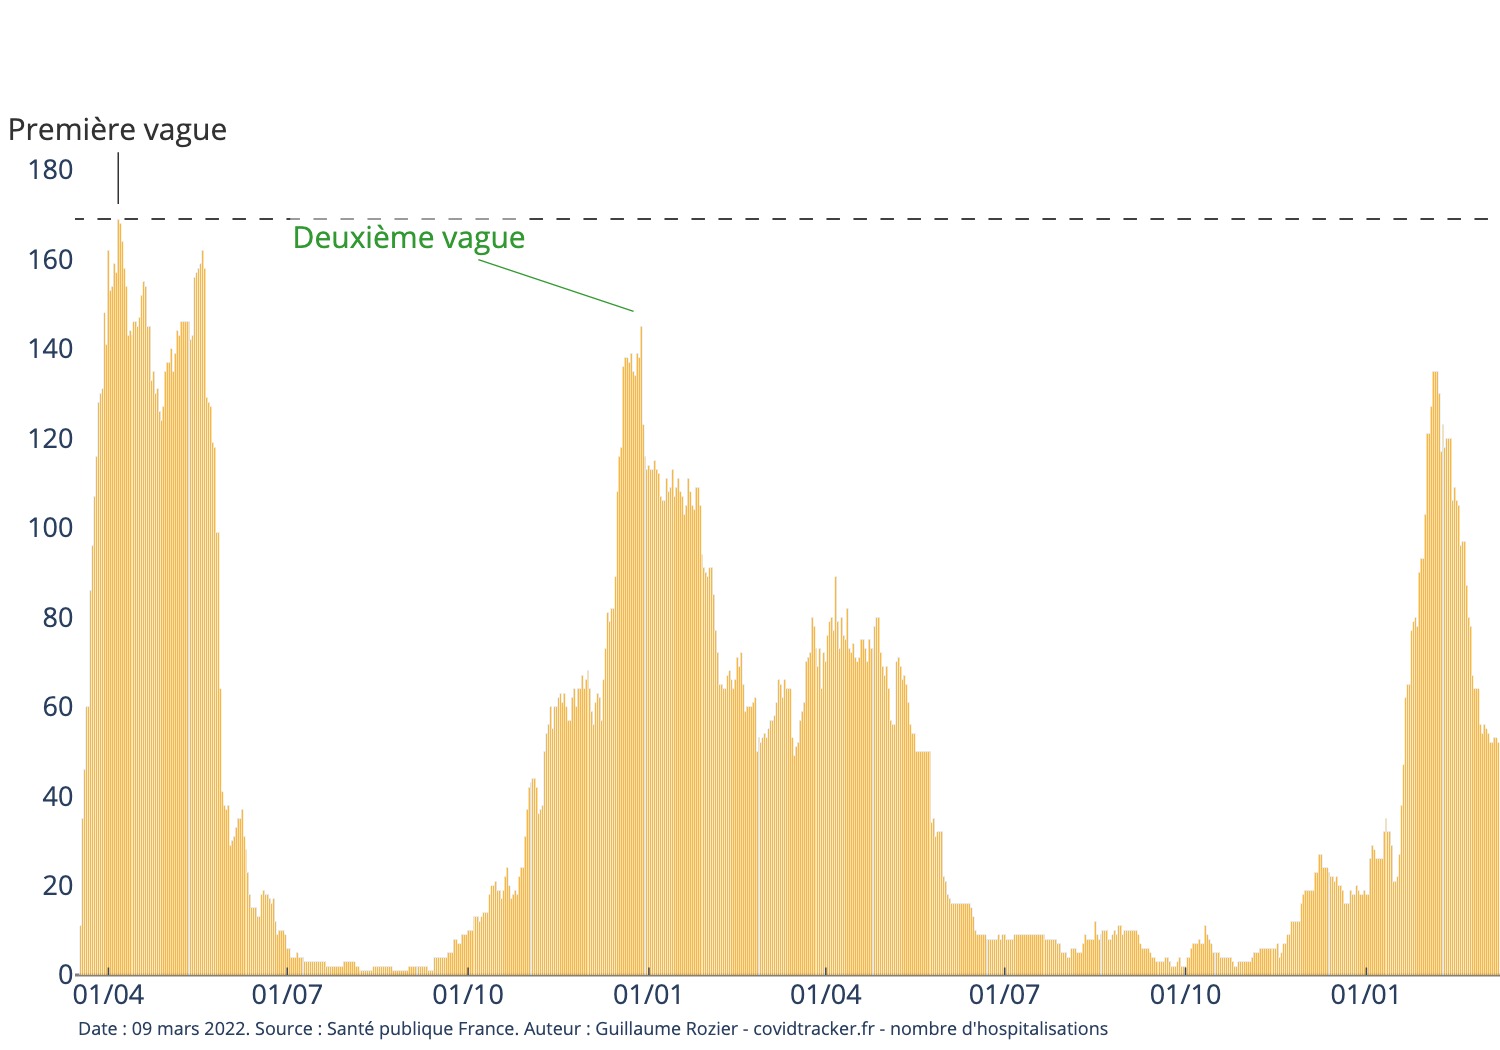 Première vague
180
Deuxième vague
160
140
120
100
80
60
40
20
0
01/04 01/07 01/10 01/01 01/04 01/07 01/10 01/01
Date : 09 mars 2022. Source : Santé publique France. Auteur : Guillaume Rozier - covidtracker.fr - nombre d'hospitalisations